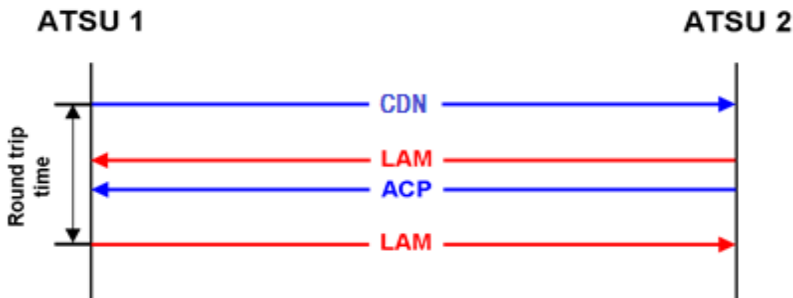 ATSU 1
ATSU 2
CDN
LAM
ACP
LAM
Round trip
time